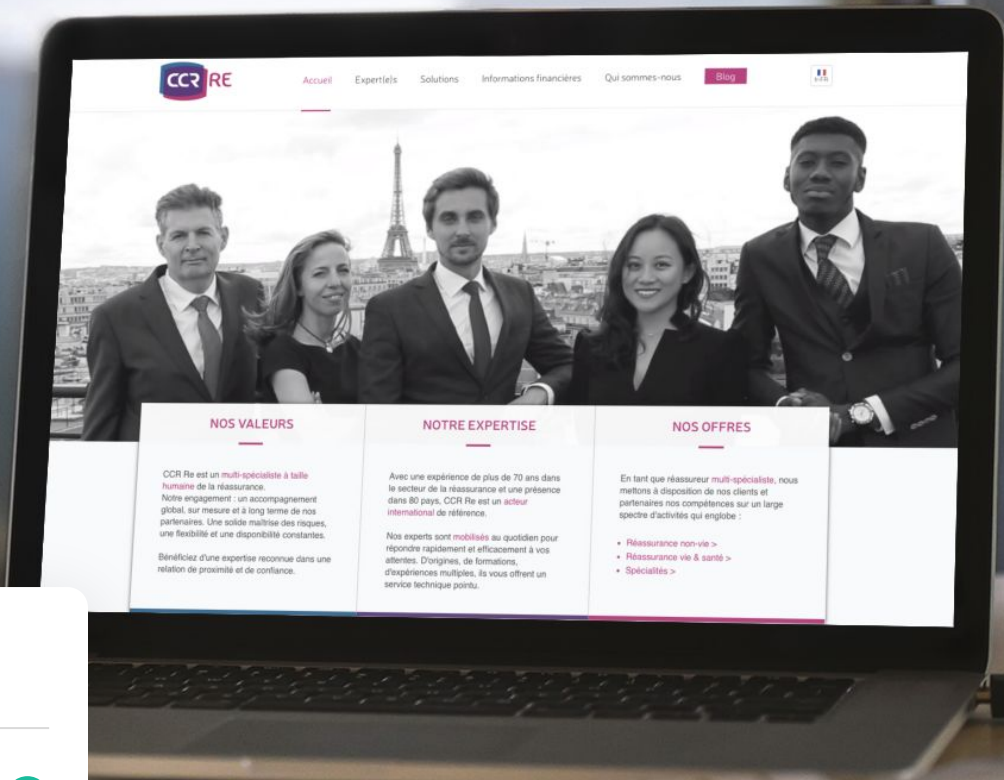 CCR RE
Accueil
Expert(e)s
Solutions
Informations financières
Qui sommes-nous
Blog
NOS VALEURS
CCR Re est un multi-spécialiste à taille
humaine de la réassurance.
Notre engagement : un accompagnement
global, sur mesure et à long terme de nos
partenaires. Une solide maîtrise des risques,
une flexibilité et une disponibilité constantes.
Bénéficiez d'une expertise reconnue dans une
relation de proximité et de confiance.
NOTRE EXPERTISE
Avec une expérience de plus de 70 ans dans
le secteur de la réassurance et une présence
dans 80 pays, CCR Re est un acteur
international de référence.
Nos experts sont mobilisés au quotidien pour
répondre rapidement et efficacement à vos
attentes. D'origines, de formations,
d'expériences multiples, ils vous offrent un
service technique pointu.
NOS OFFRES
En tant que réassureur multi-spécialiste, nous
mettons à disposition de nos clients et
partenaires nos compétences sur un large
spectre d'activités qui englobe :
• Réassurance non-vie >
• Réassurance vie & santé >
• Spécialités >